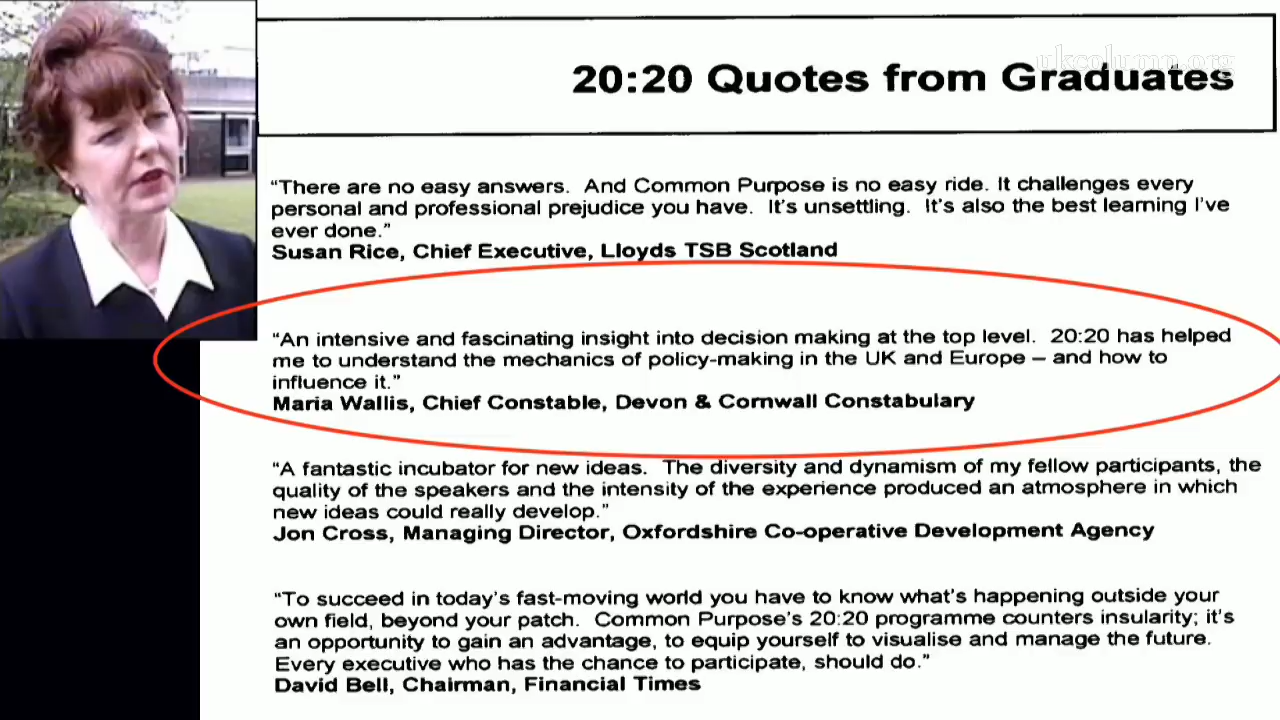 ukcolumn.org
20:20 Quotes from Graduates
“There are no easy answers. And Common Purpose is no easy ride. It challenges every
personal and professional prejudice you have. It's unsettling. It's also the best learning I've
ever done.”
Susan Rice, Chief Executive, Lloyds TSB Scotland
“An intensive and fascinating insight into decision making at the top level. 20:20 has helped
me to understand the mechanics of policy-making in the UK and Europe – and how to
influence it.”
Maria Wallis, Chief Constable, Devon & Cornwall Constabulary
“A fantastic incubator for new ideas. The diversity and dynamism of my fellow participants, the
quality of the speakers and the intensity of the experience produced an atmosphere in which
new ideas could really develop.”
Jon Cross, Managing Director, Oxfordshire Co-operative Development Agency
“To succeed in today's fast-moving world you have to know what's happening outside your
own field, beyond your patch. Common Purpose's 20:20 programme counters insularity; it's
an opportunity to gain an advantage, to equip yourself to visualise and manage the future.
Every executive who has the chance to participate, should do.”
David Bell, Chairman, Financial Times